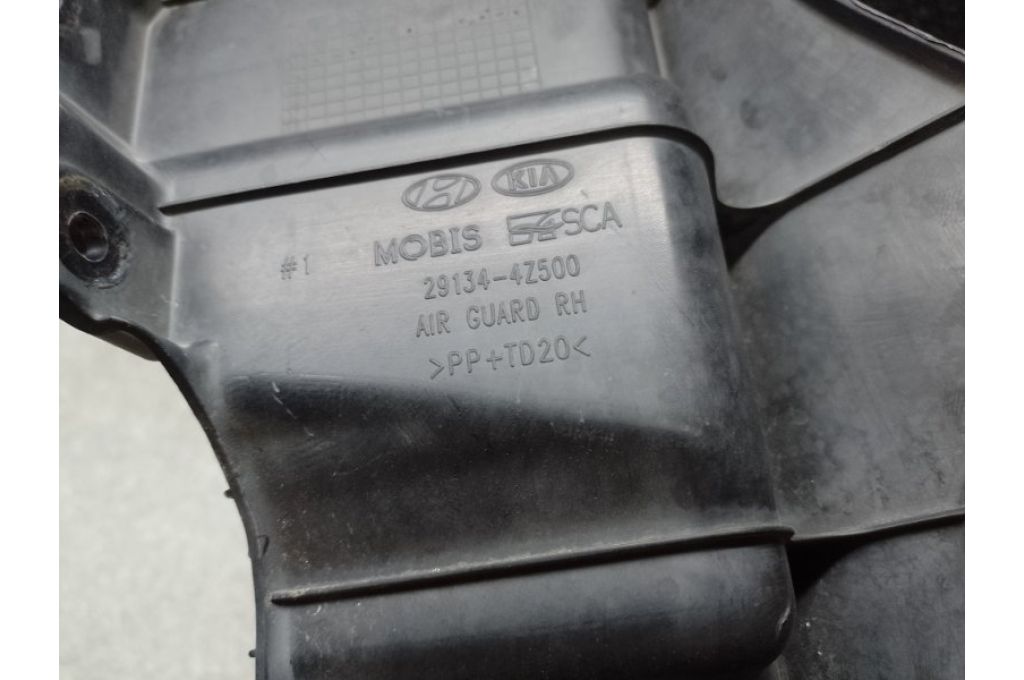 KIA
MOBIS SCA
#1
29134-4Z500
AIR GUARD RH
>PP+TD20<